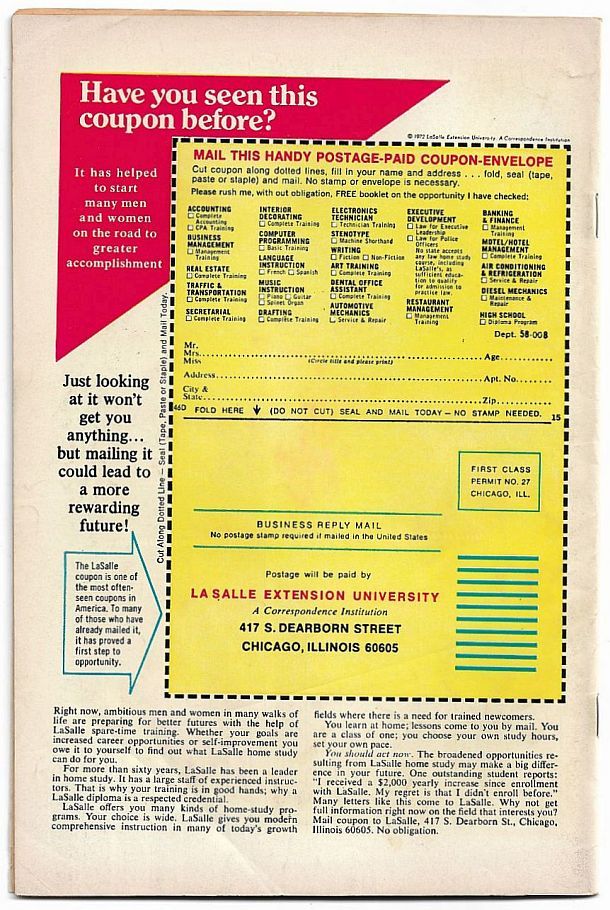 Have you seen this
coupon before?
© 1972 LaSalle Extension University A Correspondence Institution
It has helped
to start
many men
and women
on the road to
greater
accomplishment
MAIL THIS HANDY POSTAGE-PAID COUPON-ENVELOPE
Cut coupon along dotted lines, fill in your name and address . . . fold, seal (tape,
paste or staple) and mail. No stamp or envelope is necessary.
Please rush me, with out obligation, FREE booklet on the opportunity I have checked:
ACCOUNTING
Complete
Accounting
CPA Training
BUSINESS
MANAGEMENT
Management
Training
REAL ESTATE
Complete Training
TRAFFIC &
TRANSPORTATION
Complete Training
SECRETARIAL
Complete Training
INTERIOR
DECORATING
Complete Training
COMPUTER
PROGRAMMING
Basic Training
LANGUAGE
INSTRUCTION
French Spanish
MUSIC
INSTRUCTION
Piano Guitar
Spinet Organ
DRAFTING
Complete Training
ELECTRONICS
TECHNICIAN
Technician Training
STENOTYPE
Machine Shorthand
WRITING
Fiction Non-Fiction
ART TRAINING
Complete Training
DENTAL OFFICE
ASSISTANT
Complete Training
AUTOMOTIVE
MECHANICS
Service & Repair
EXECUTIVE
DEVELOPMENT
Law for Executive
Leadership
Law for Police
Officers
No state accepts
any law home study
course, including
LaSalle's, as
sufficient educa-
tion to qualify
for admission to
practice law.
RESTAURANT
MANAGEMENT
Management
Training
BANKING
& FINANCE
Management
Training
MOTEL/HOTEL
MANAGEMENT
Complete Training
AIR CONDITIONING
& REFRIGERATION
Service & Repair
DIESEL MECHANICS
Maintenance &
Repair
HIGH SCHOOL
Diploma Program
Dept. 58-008
Mr.
Mrs.
Miss
Age
(Circle title and please print)
Address
Apt. No.
City &
State
Zip
46D FOLD HERE (DO NOT CUT) SEAL AND MAIL TODAY – NO STAMP NEEDED. 15
Cut Along Dotted Line — Seal (Tape, Paste or Staple) and Mail Today.
Just looking
at it won't
get you
anything...
but mailing it
could lead to
a more
rewarding
future!
FIRST CLASS
PERMIT NO. 27
CHICAGO, ILL.
BUSINESS REPLY MAIL
No postage stamp required if mailed in the United States
Postage will be paid by
LASALLE EXTENSION UNIVERSITY
A Correspondence Institution
417 S. DEARBORN STREET
CHICAGO, ILLINOIS 60605
The LaSalle
coupon is one of
the most often-
seen coupons in
America. To many
of those who have
already mailed it,
it has proved a
first step to
opportunity.
Right now, ambitious men and women in many walks of
life are preparing for better futures with the help of
LaSalle spare-time training. Whether your goals are
increased career opportunities or self-improvement you
owe it to yourself to find out what LaSalle home study
can do for you.
For more than sixty years, LaSalle has been a leader
in home study. It has a large staff of experienced instruc-
tors. That is why your training is in good hands; why a
LaSalle diploma is a respected credential.
LaSalle offers you many kinds of home-study pro-
grams. Your choice is wide. LaSalle gives you modern
comprehensive instruction in many of today's growth
fields where there is a need for trained newcomers.
You learn at home; lessons come to you by mail. You
are a class of one; you choose your own study hours,
set your own pace.
You should act now. The broadened opportunities re-
sulting from LaSalle home study may make a big differ-
ence in your future. One outstanding student reports:
"I received a $2,000 yearly increase since enrollment
with LaSalle. My regret is that I didn't enroll before."
Many letters like this come to LaSalle. Why not get
full information right now on the field that interests you?
Mail coupon to LaSalle, 417 S. Dearborn St., Chicago,
Illinois 60605. No obligation.